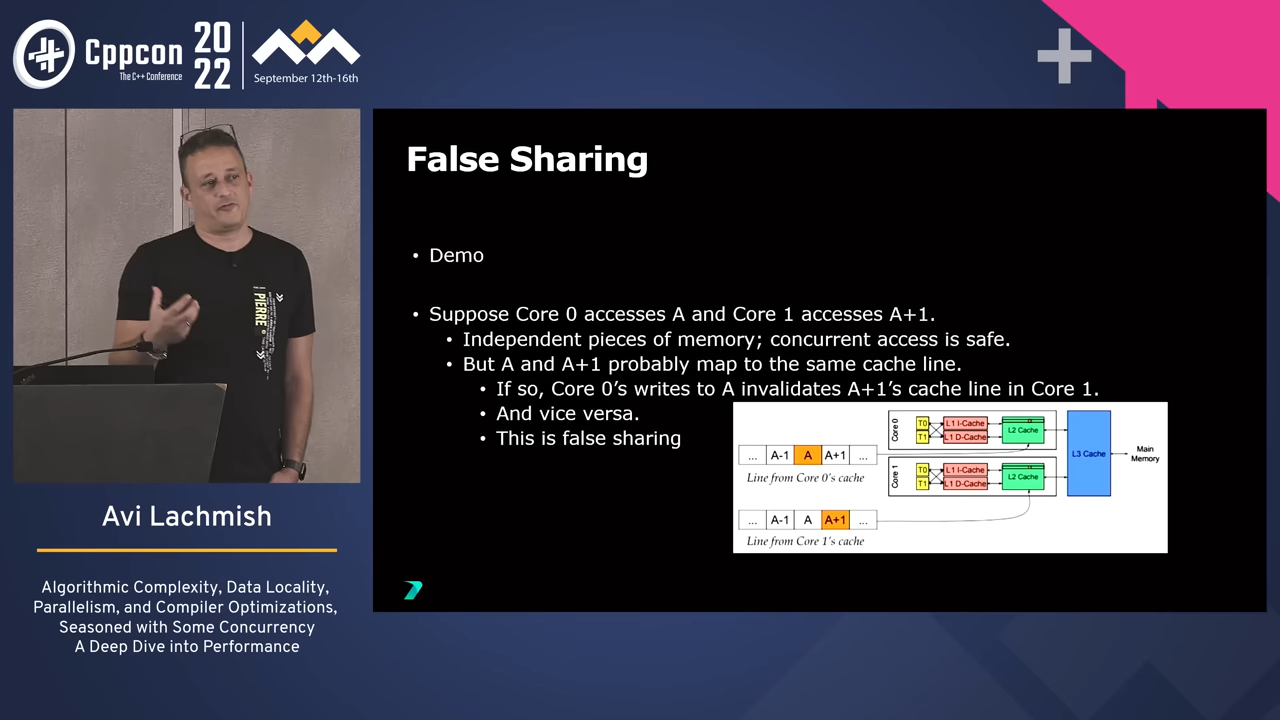 Cppcon
The C++ Conference
20
22
September 12th-16th
PIERRE
False Sharing
• Demo
• Suppose Core 0 accesses A and Core 1 accesses A+1.
• Independent pieces of memory; concurrent access is safe.
• But A and A+1 probably map to the same cache line.
• If so, Core 0’s writes to A invalidates A+1’s cache line in Core 1.
• And vice versa.
• This is false sharing
... A-1 A A+1 ...
Line from Core 0's cache
... A-1 A A+1 ...
Line from Core 1's cache
Core 0
T0
T1
L1 I-Cache
L1 D-Cache
L2 Cache
Core 1
T0
T1
L1 I-Cache
L1 D-Cache
L2 Cache
L3 Cache
Main
Memory
Avi Lachmish
Algorithmic Complexity, Data Locality,
Parallelism, and Compiler Optimizations,
Seasoned with Some Concurrency
A Deep Dive into Performance